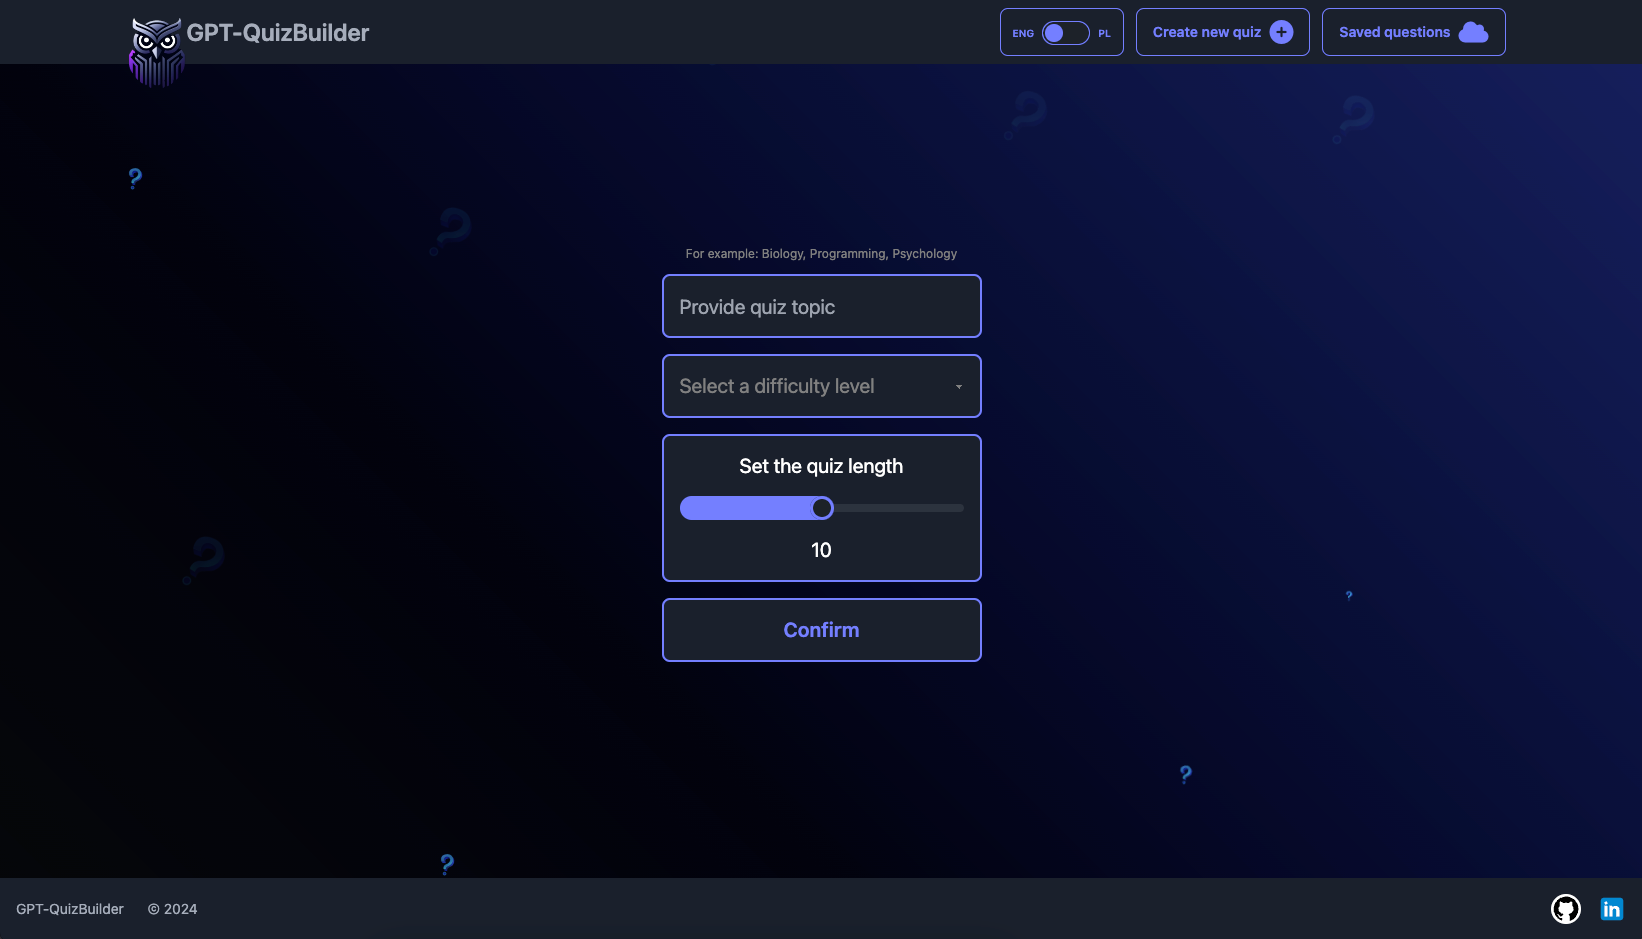 GPT-QuizBuilder
ENG PL
Create new quiz
Saved questions
For example: Biology, Programming, Psychology
Provide quiz topic
Select a difficulty level
Set the quiz length
10
Confirm
GPT-QuizBuilder © 2024
in